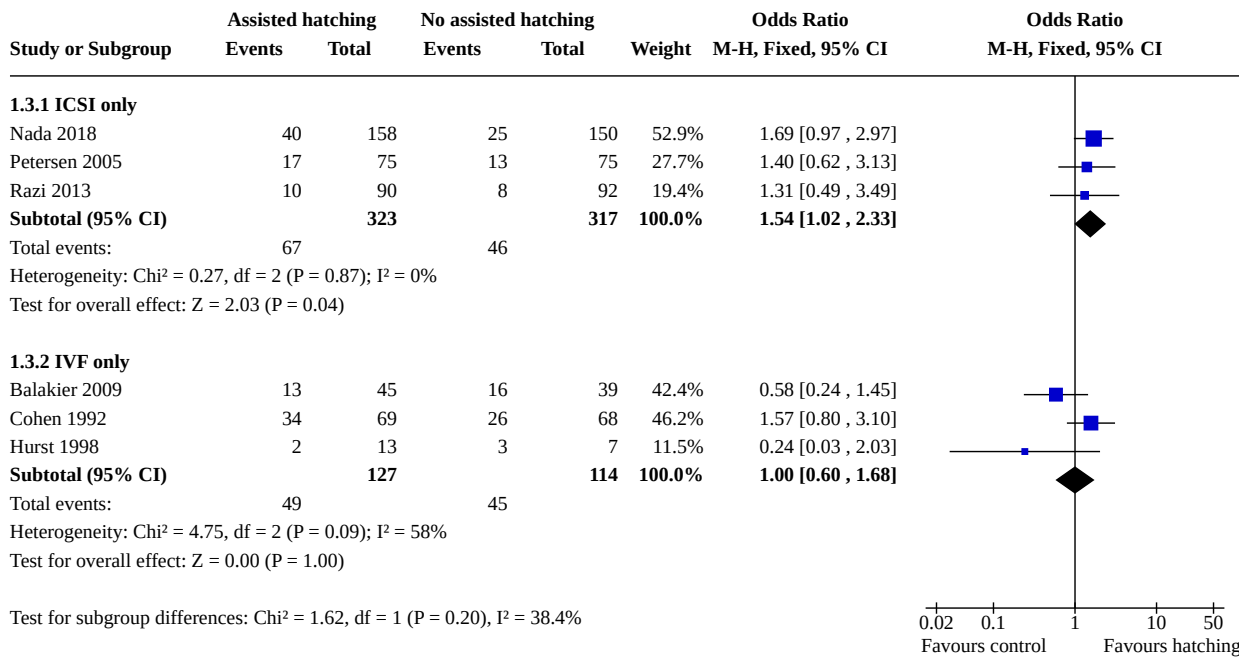 Assisted hatching No assisted hatching Odds Ratio Odds Ratio
Study or Subgroup Events Total Events Total Weight M-H, Fixed, 95% CI M-H, Fixed, 95% CI
1.3.1 ICSI only
Nada 2018 40 158 25 150 52.9% 1.69 [0.97 , 2.97]
Petersen 2005 17 75 13 75 27.7% 1.40 [0.62 , 3.13]
Razi 2013 10 90 8 92 19.4% 1.31 [0.49 , 3.49]
Subtotal (95% CI) 323 317 100.0% 1.54 [1.02 , 2.33]
Total events: 67 46
Heterogeneity: Chi² = 0.27, df = 2 (P = 0.87); I² = 0%
Test for overall effect: Z = 2.03 (P = 0.04)
1.3.2 IVF only
Balakier 2009 13 45 16 39 42.4% 0.58 [0.24 , 1.45]
Cohen 1992 34 69 26 68 46.2% 1.57 [0.80 , 3.10]
Hurst 1998 2 13 3 7 11.5% 0.24 [0.03 , 2.03]
Subtotal (95% CI) 127 114 100.0% 1.00 [0.60 , 1.68]
Total events: 49 45
Heterogeneity: Chi² = 4.75, df = 2 (P = 0.09); I² = 58%
Test for overall effect: Z = 0.00 (P = 1.00)
Test for subgroup differences: Chi² = 1.62, df = 1 (P = 0.20), I² = 38.4%
0.02 0.1 1 10 50
Favours control Favours hatching